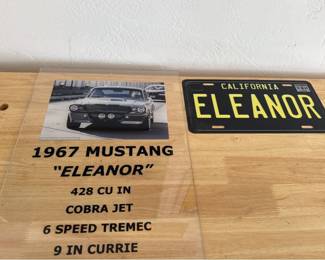 CALIFORNIA
ELEANOR
1967 MUSTANG
"ELEANOR"
428 CU IN
COBRA JET
6 SPEED TREMEC
9 IN CURRIE